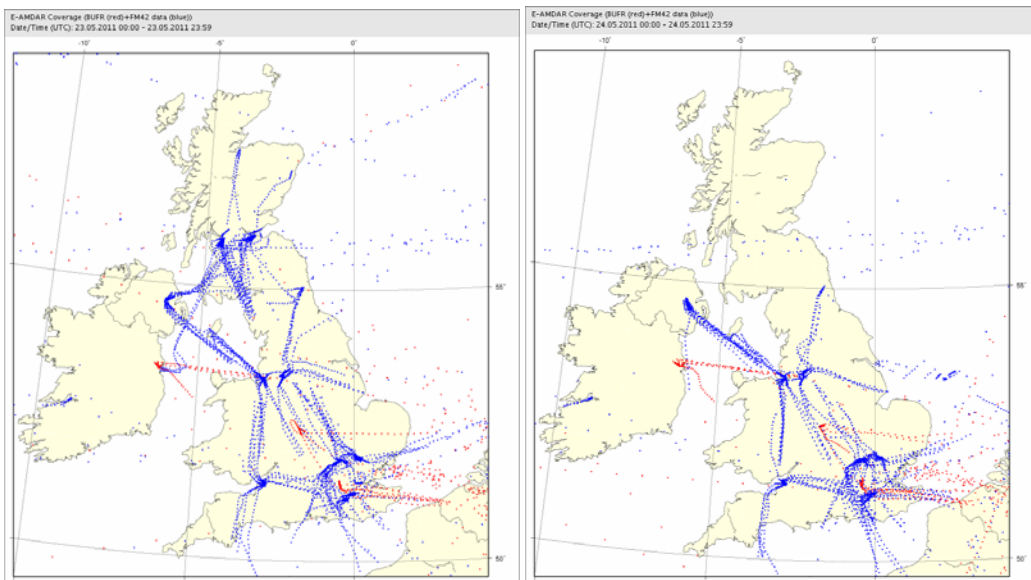 E-AMDAR Coverage (BUFR (red)+FM42 data (blue))
Date/Time (UTC): 23.05.2011 00:00 - 23.05.2011 23:59
-10°
-5°
0°
55°
50°
E-AMDAR Coverage (BUFR (red)+FM42 data (blue))
Date/Time (UTC): 24.05.2011 00:00 - 24.05.2011 23:59
-10°
-5°
0°
55°
50°